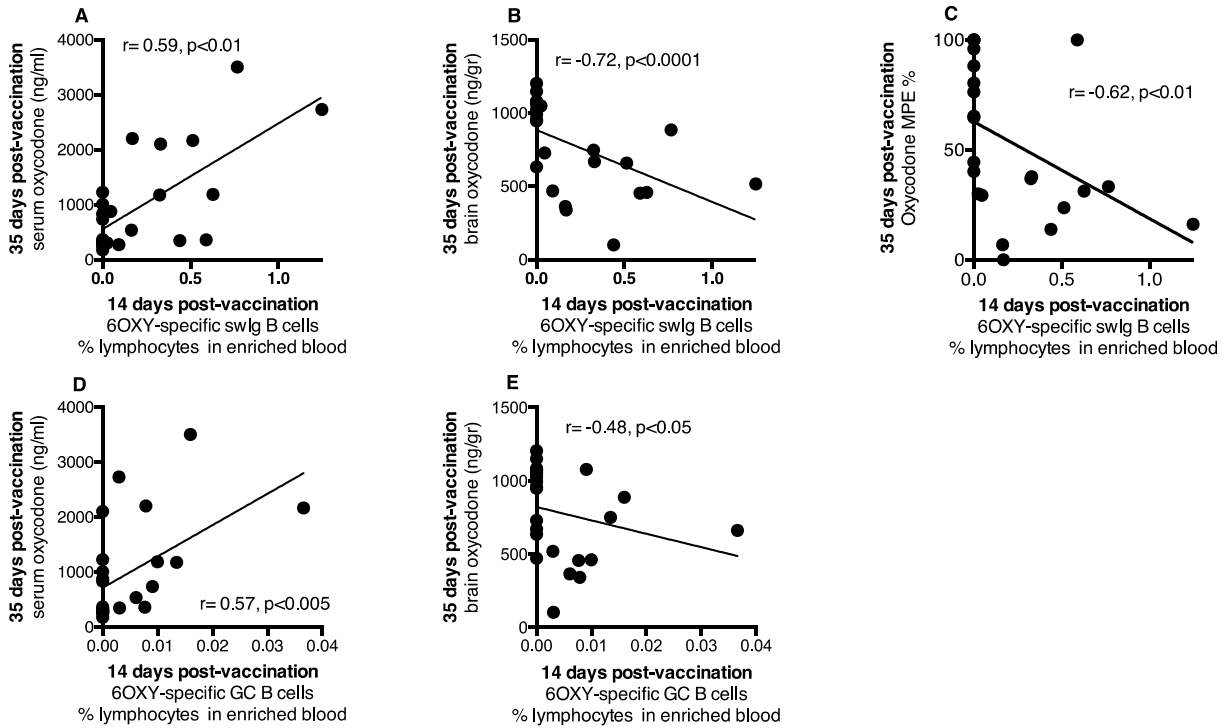 A
r= 0.59, p<0.01
35 days post-vaccination
serum oxycodone (ng/ml)
4000
3000
2000
1000
0
0.0 0.5 1.0
14 days post-vaccination
6OXY-specific swIg B cells
% lymphocytes in enriched blood
B
r= -0.72, p<0.0001
35 days post-vaccination
brain oxycodone (ng/gr)
1500
1000
500
0
0.0 0.5 1.0
14 days post-vaccination
6OXY-specific swIg B cells
% lymphocytes in enriched blood
C
r= -0.62, p<0.01
35 days post-vaccination
Oxycodone MPE %
100
50
0
0.0 0.5 1.0
14 days post-vaccination
6OXY-specific swIg B cells
% lymphocytes in enriched blood
D
r= 0.57, p<0.005
35 days post-vaccination
serum oxycodone (ng/ml)
4000
3000
2000
1000
0
0.00 0.01 0.02 0.03 0.04
14 days post-vaccination
6OXY-specific GC B cells
% lymphocytes in enriched blood
E
r= -0.48, p<0.05
35 days post-vaccination
brain oxycodone (ng/gr)
1500
1000
500
0
0.00 0.01 0.02 0.03 0.04
14 days post-vaccination
6OXY-specific GC B cells
% lymphocytes in enriched blood